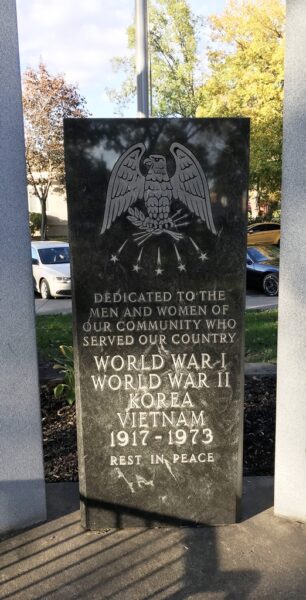 DEDICATED TO THE
MEN AND WOMEN OF
OUR COMMUNITY WHO
SERVED OUR COUNTRY
WORLD WAR I
WORLD WAR II
KOREA
VIETNAM
1917-1973
REST IN PEACE